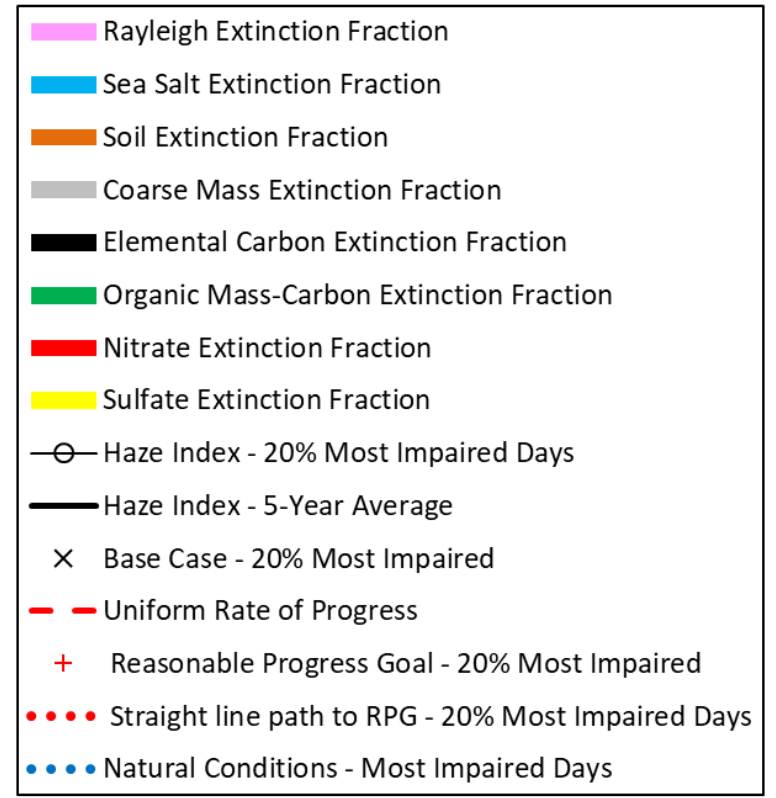 Rayleigh Extinction Fraction
Sea Salt Extinction Fraction
Soil Extinction Fraction
Coarse Mass Extinction Fraction
Elemental Carbon Extinction Fraction
Organic Mass-Carbon Extinction Fraction
Nitrate Extinction Fraction
Sulfate Extinction Fraction
Haze Index - 20% Most Impaired Days
Haze Index - 5-Year Average
Base Case - 20% Most Impaired
Uniform Rate of Progress
Reasonable Progress Goal - 20% Most Impaired
Straight line path to RPG - 20% Most Impaired Days
Natural Conditions - Most Impaired Days